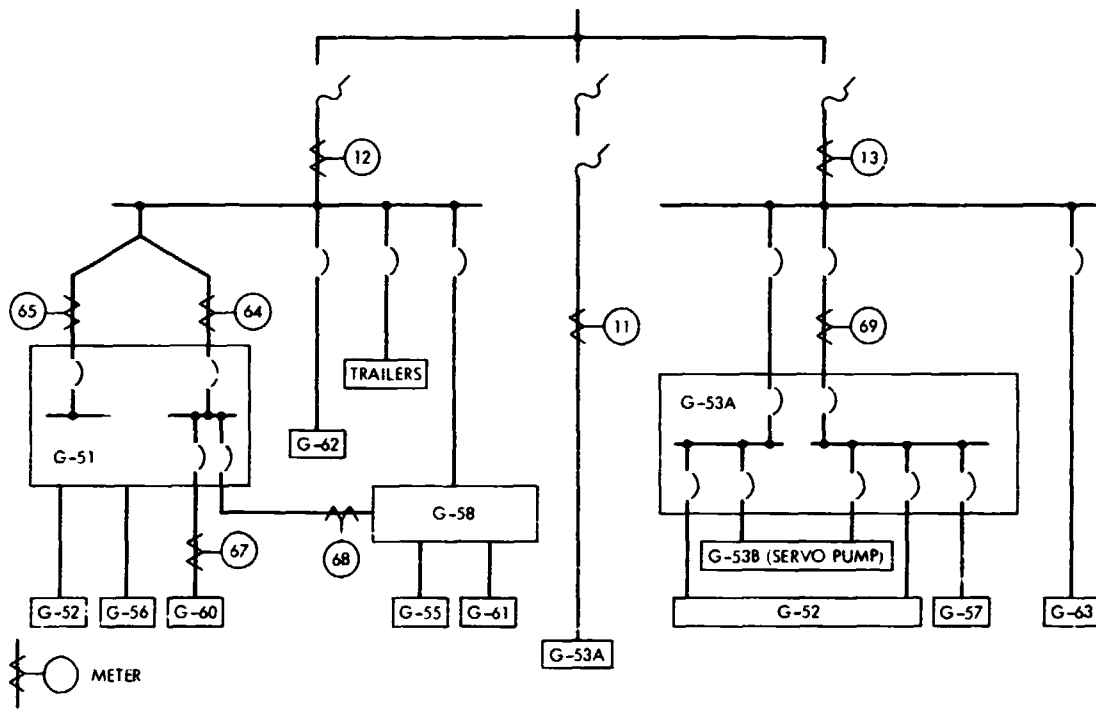 12
13
65
64
11
69
TRAILERS
G-53A
G-62
G-51
G-58
67
68
G-53B (SERVO PUMP)
G-52
G-56
G-60
G-55
G-61
G-52
G-57
G-63
G-53A
METER